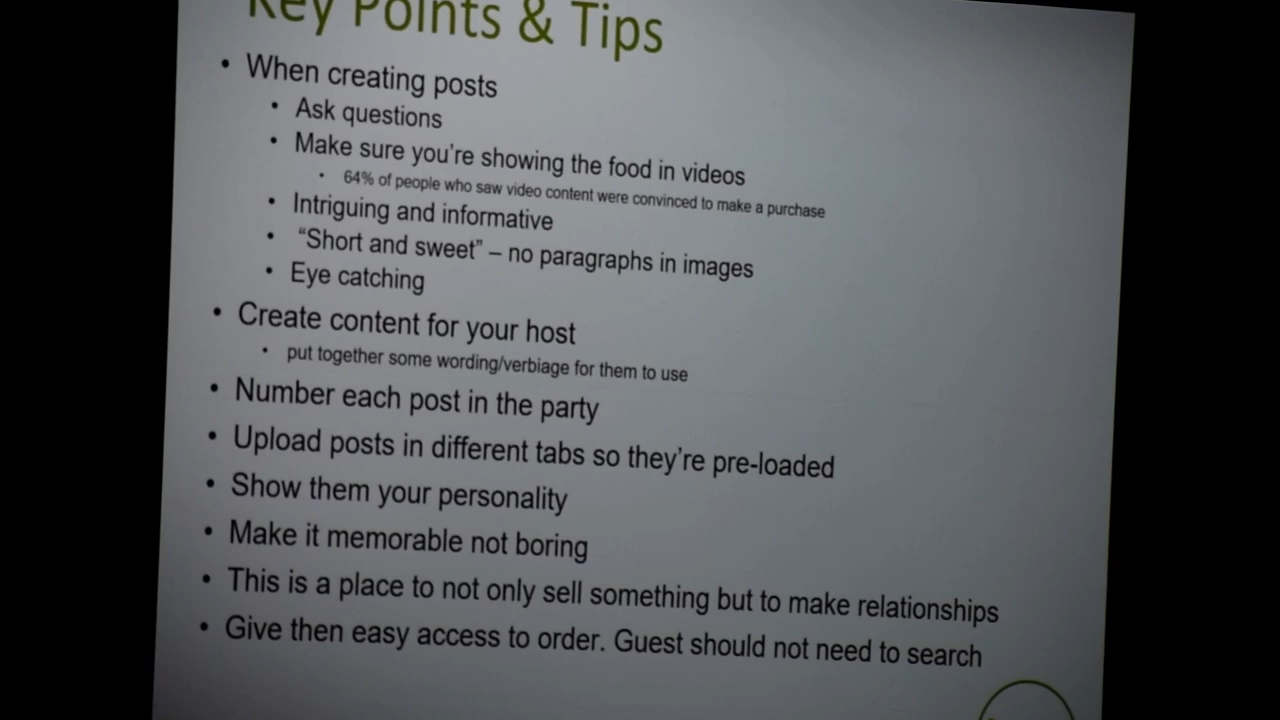 Key Points & Tips
• When creating posts
• Ask questions
• Make sure you're showing the food in videos
• 64% of people who saw video content were convinced to make a purchase
• Intriguing and informative
• “Short and sweet” – no paragraphs in images
• Eye catching
• Create content for your host
• put together some wording/verbiage for them to use
• Number each post in the party
• Upload posts in different tabs so they're pre-loaded
• Show them your personality
• Make it memorable not boring
• This is a place to not only sell something but to make relationships
• Give then easy access to order. Guest should not need to search